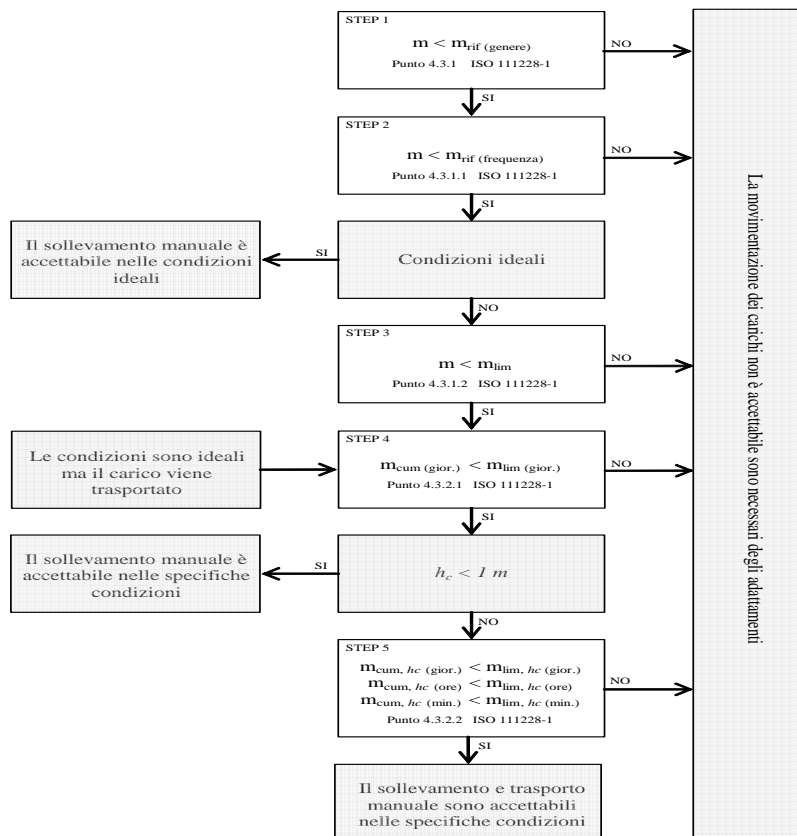 STEP 1
m < mrif (genere)
Punto 4.3.1 ISO 111228-1
NO
SI
STEP 2
m < mrif (frequenza)
Punto 4.3.1.1 ISO 111228-1
NO
SI
Il sollevamento manuale è
accettabile nelle condizioni
ideali
SI
Condizioni ideali
NO
STEP 3
m < mlim
Punto 4.3.1.2 ISO 111228-1
NO
SI
Le condizioni sono ideali
ma il carico viene
trasportato
STEP 4
mcum (gior.) < mlim (gior.)
Punto 4.3.2.1 ISO 111228-1
NO
SI
Il sollevamento manuale è
accettabile nelle specifiche
condizioni
SI
hc < 1 m
NO
STEP 5
mcum, hc (gior.) < mlim, hc (gior.)
mcum, hc (ore) < mlim, hc (ore)
mcum, hc (min.) < mlim, hc (min.)
Punto 4.3.2.2 ISO 111228-1
NO
SI
Il sollevamento e trasporto
manuale sono accettabili
nelle specifiche condizioni
La movimentazione dei carichi non è accettabile sono necessari degli adattamenti